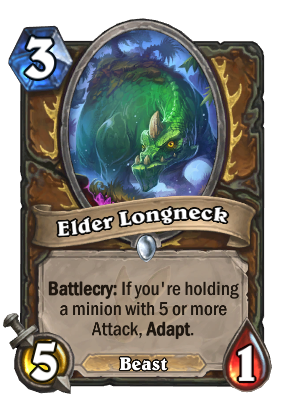 3
Elder Longneck
Battlecry: If you're holding
a minion with 5 or more
Attack, Adapt.
5
Beast
1